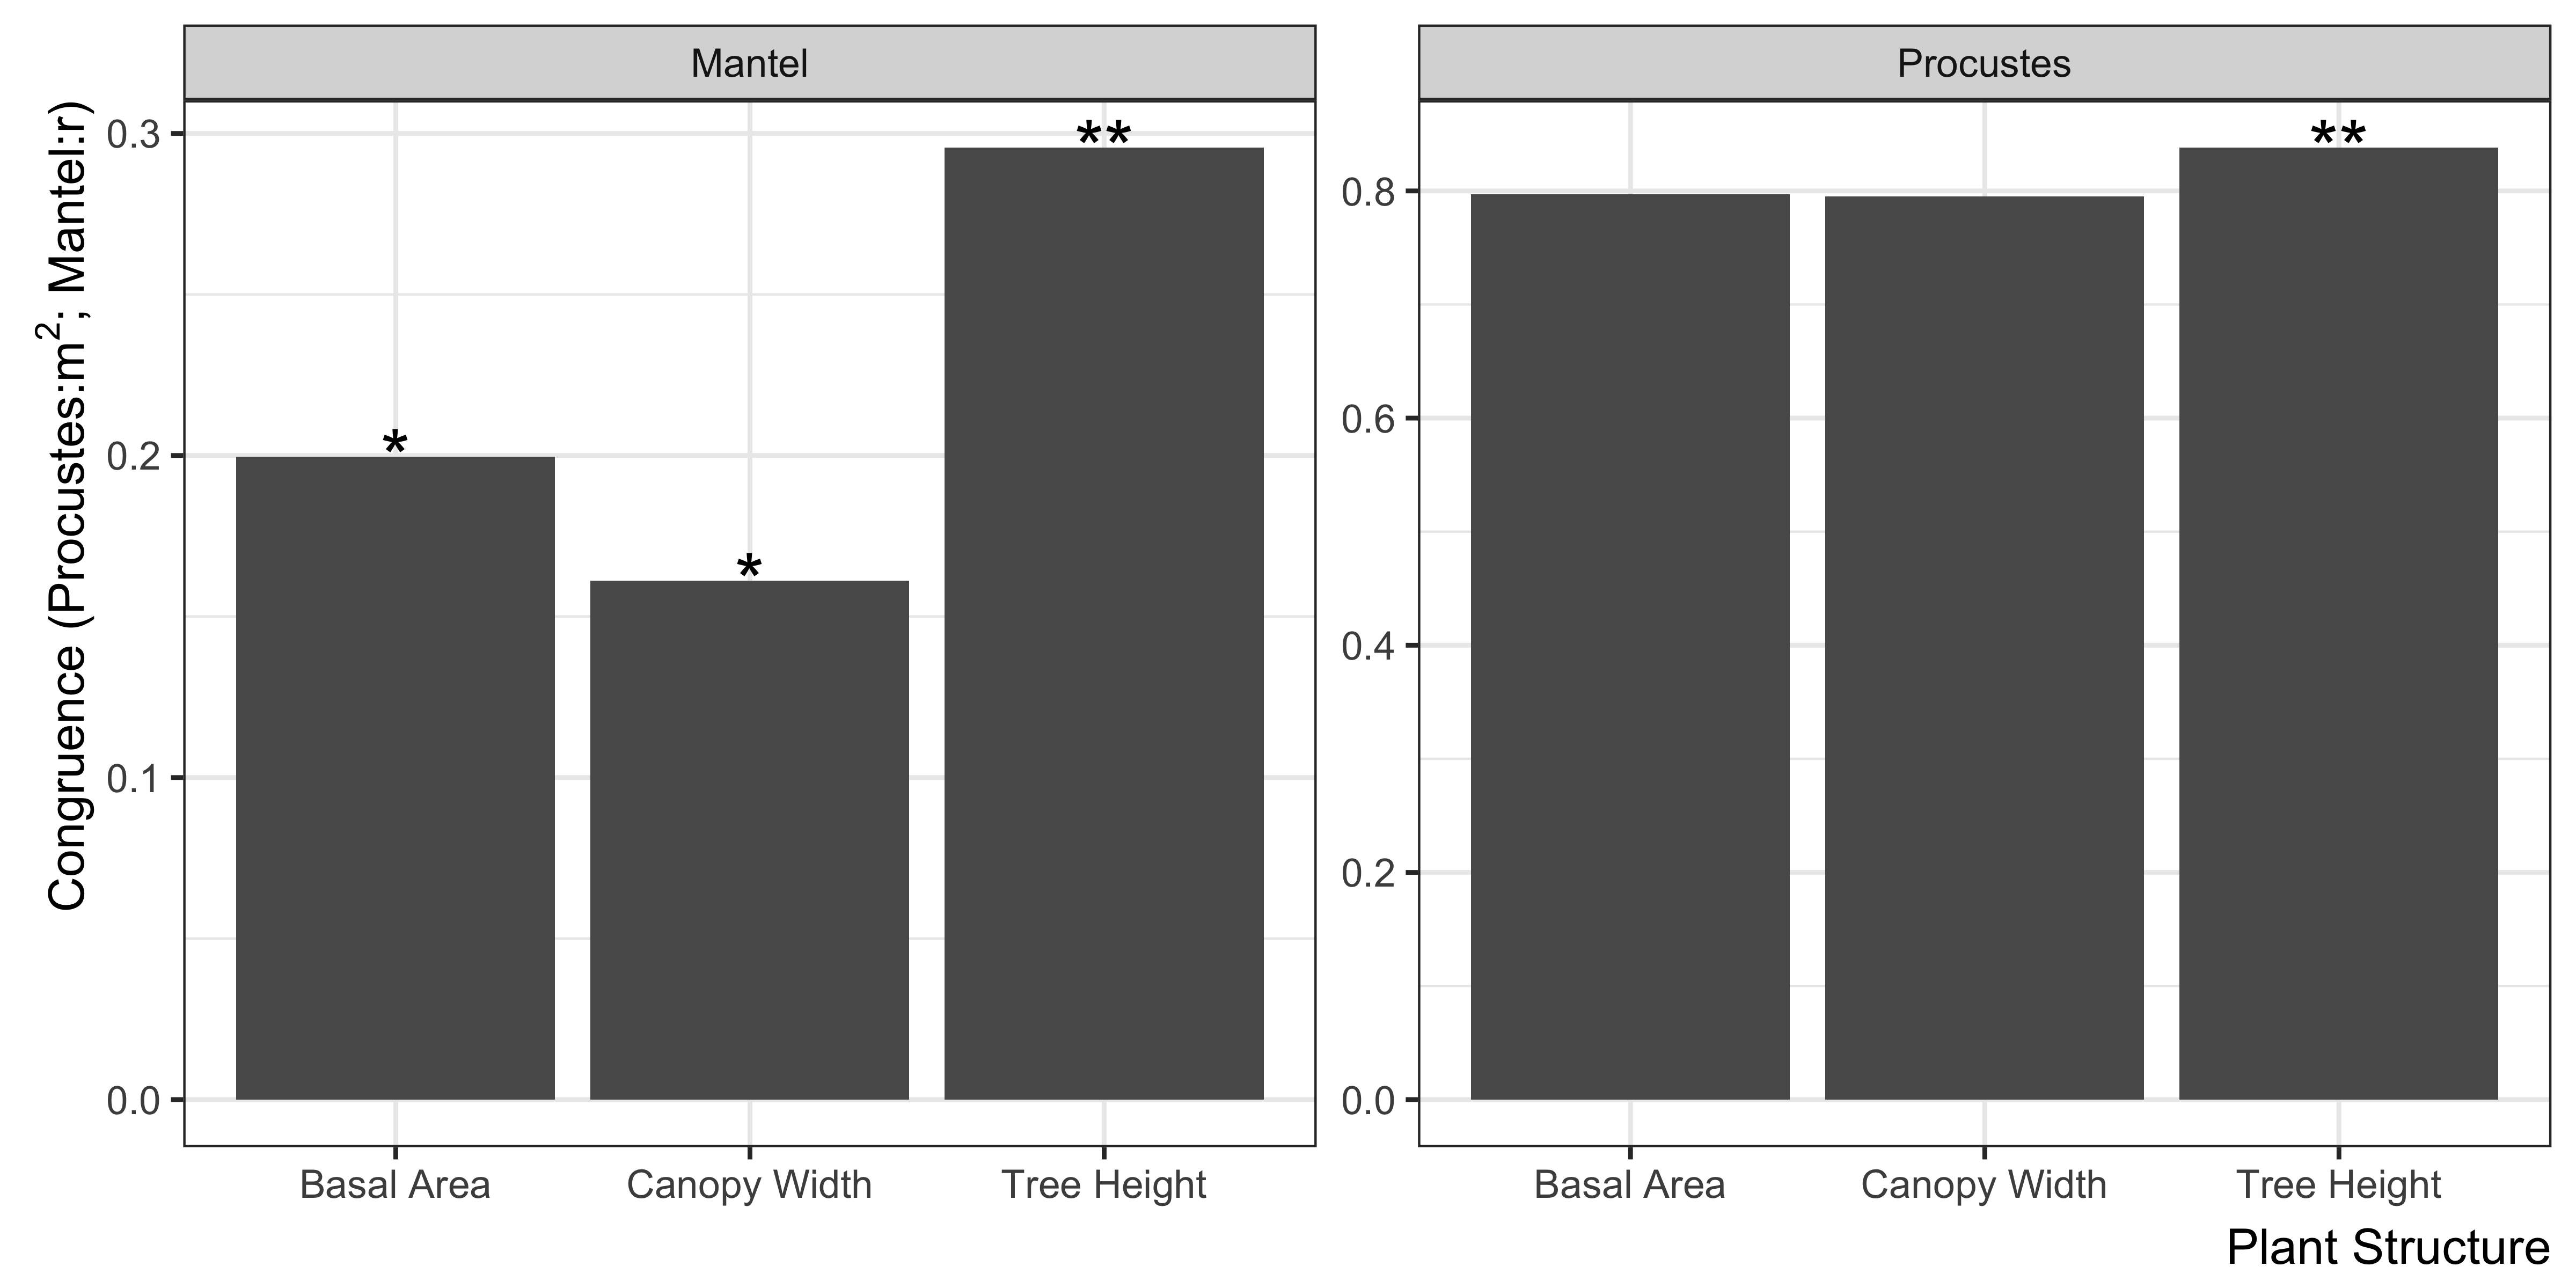 Mantel
Procustes
Congruence (Procustes:m²; Mantel:r)
0.3
0.2
0.1
0.0
*
*
**
0.8
0.6
0.4
0.2
0.0
**
Basal Area
Canopy Width
Tree Height
Basal Area
Canopy Width
Tree Height
Plant Structure